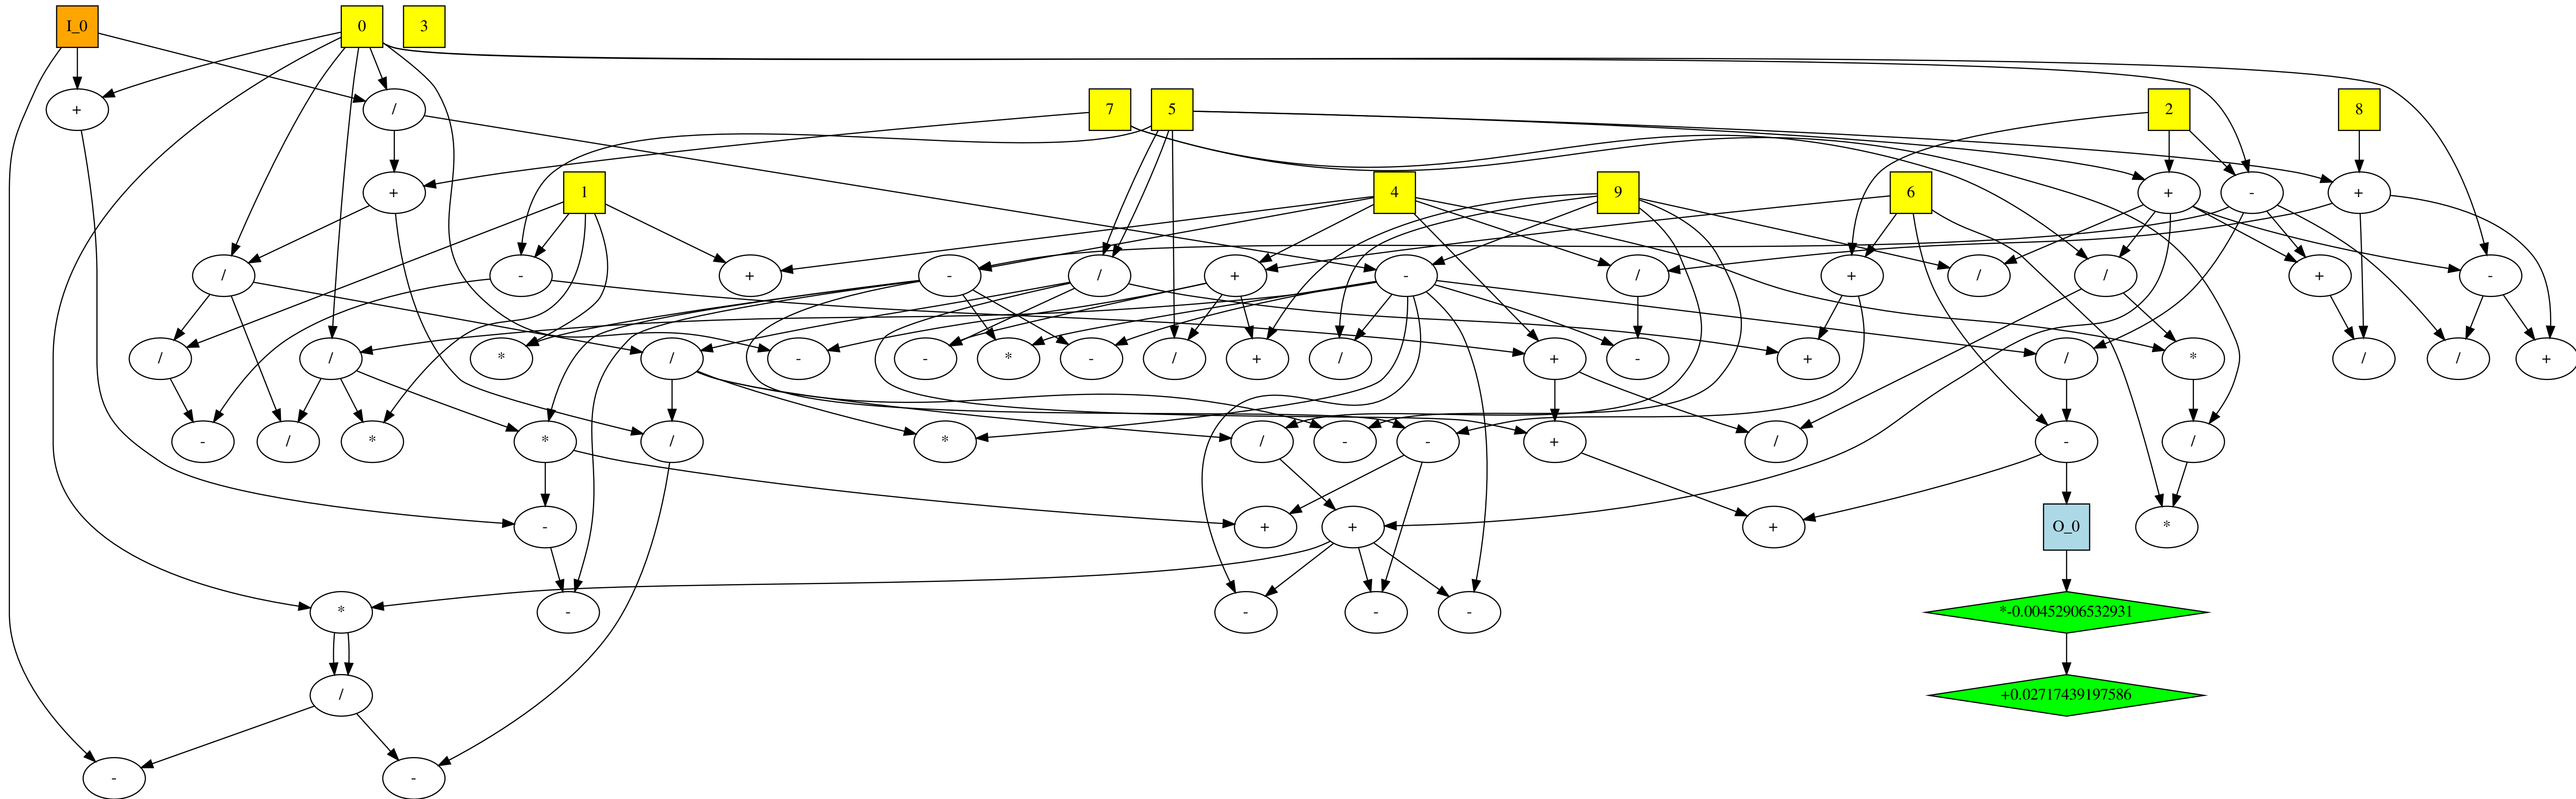 I_0 0 3
+ / 7 5 2 8
+ 1 4 9 6 + - +
/ - + - / + - / + / / + -
/ / * / - - * - / + / + - + / * / / +
- / * * / * / - - + / - /
- + + + O_0 *
* - - - - *-0.00452906532931
/ +0.02717439197586
- -